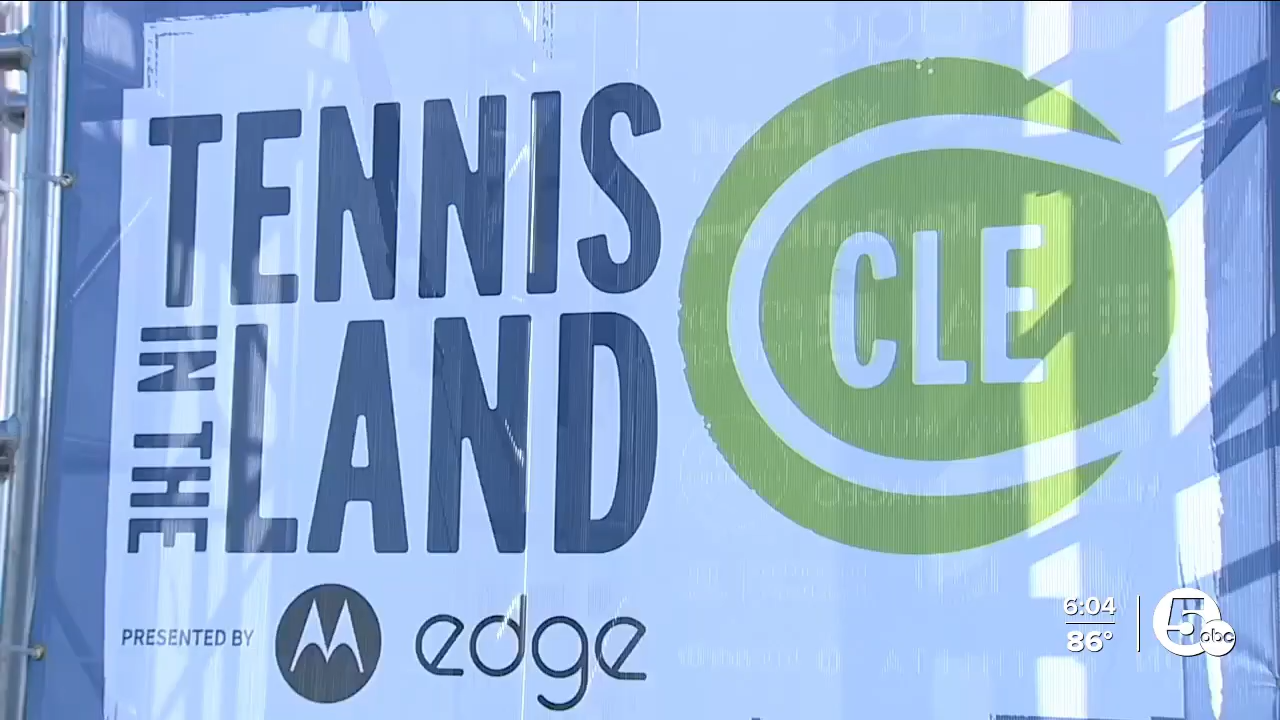 TENNIS
IN THE
LAND
CLE
PRESENTED BY
edge
6:04
86°
5
abc